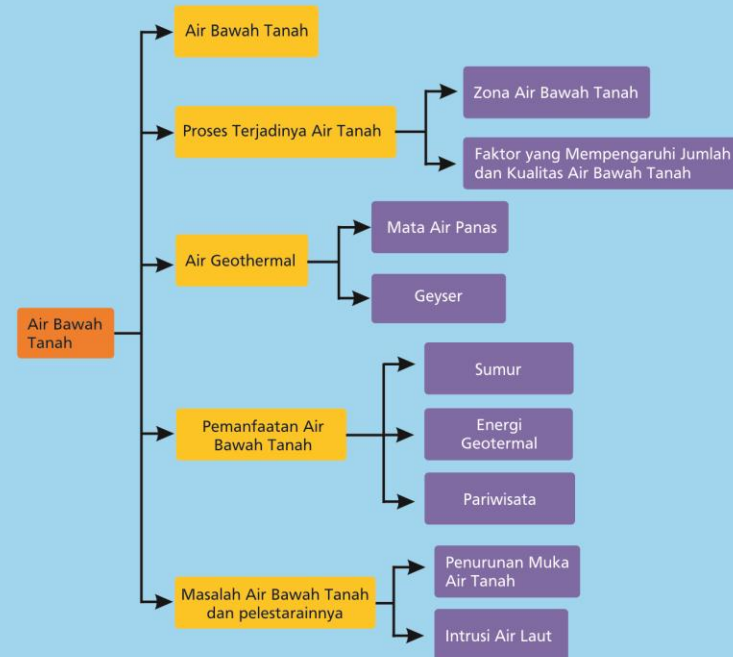 Air Bawah
Tanah
Air Bawah Tanah
Proses Terjadinya Air Tanah
Zona Air Bawah Tanah
Faktor yang Mempengaruhi Jumlah
dan Kualitas Air Bawah Tanah
Air Geothermal
Mata Air Panas
Geyser
Pemanfaatan Air
Bawah Tanah
Sumur
Energi
Geotermal
Pariwisata
Masalah Air Bawah Tanah
dan pelestarainnya
Penurunan Muka
Air Tanah
Intrusi Air Laut